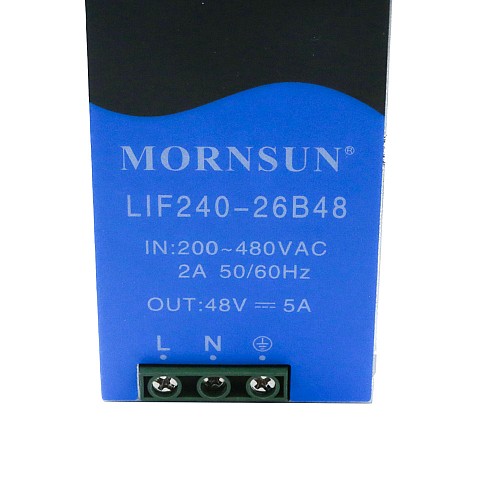 MORNSUN®
LIF240-26B48
IN:200~480VAC
2A 50/60Hz
OUT:48V⎓5A
L N ⏚